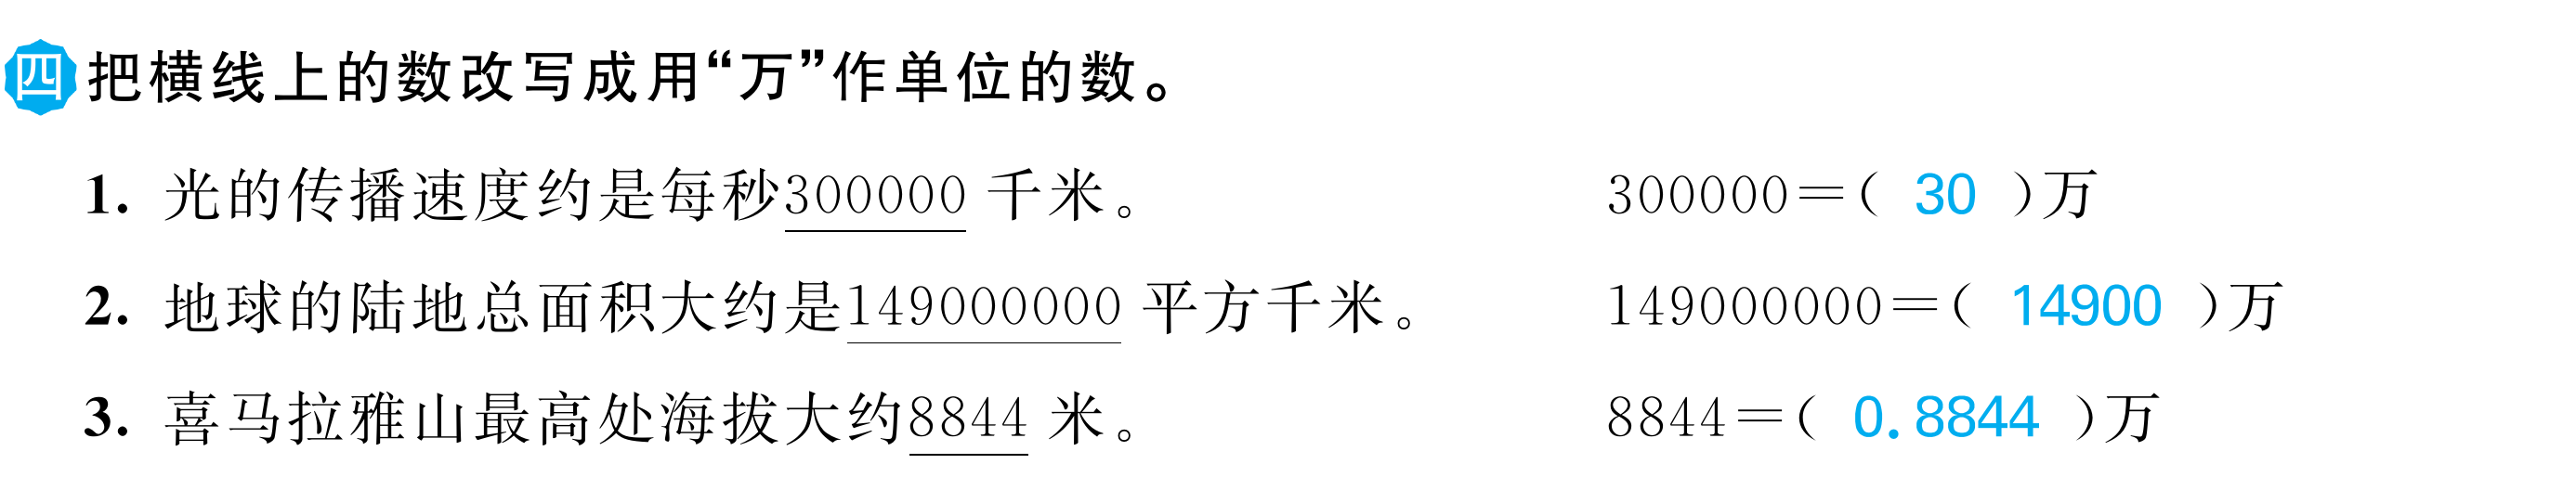 四 把横线上的数改写成用“万”作单位的数。
1. 光的传播速度约是每秒300000 千米。 300000=( 30 )万
2. 地球的陆地总面积大约是149000000 平方千米。 149000000=( 14900 )万
3. 喜马拉雅山最高处海拔大约8844 米。 8844=( 0.8844 )万